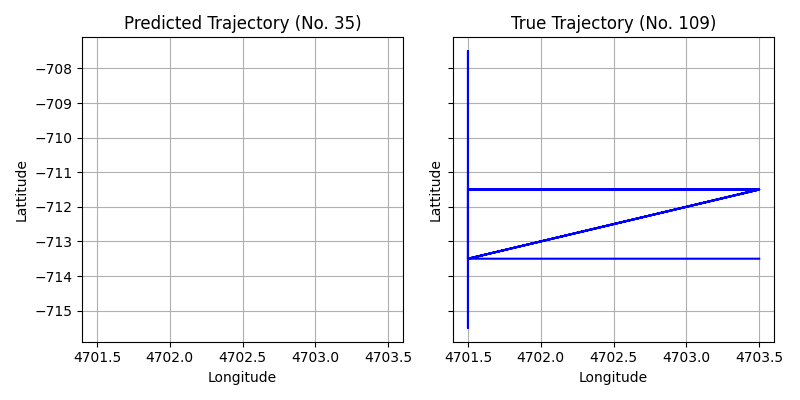 Predicted Trajectory (No. 35)
Lattitude
−708
−709
−710
−711
−712
−713
−714
−715
4701.5 4702.0 4702.5 4703.0 4703.5
Longitude
True Trajectory (No. 109)
Lattitude
4701.5 4702.0 4702.5 4703.0 4703.5
Longitude